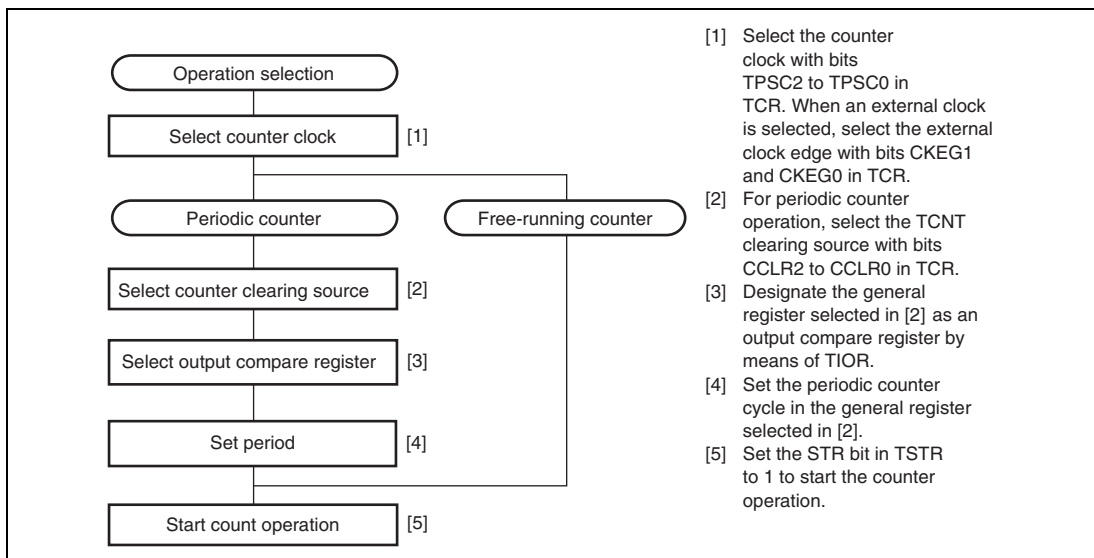 Operation selection
Select counter clock [1]
Periodic counter
Free-running counter
Select counter clearing source [2]
Select output compare register [3]
Set period [4]
Start count operation [5]
[1] Select the counter
clock with bits
TPSC2 to TPSC0 in
TCR. When an external clock
is selected, select the external
clock edge with bits CKEG1
and CKEG0 in TCR.
[2] For periodic counter
operation, select the TCNT
clearing source with bits
CCLR2 to CCLR0 in TCR.
[3] Designate the general
register selected in [2] as an
output compare register by
means of TIOR.
[4] Set the periodic counter
cycle in the general register
selected in [2].
[5] Set the STR bit in TSTR
to 1 to start the counter
operation.